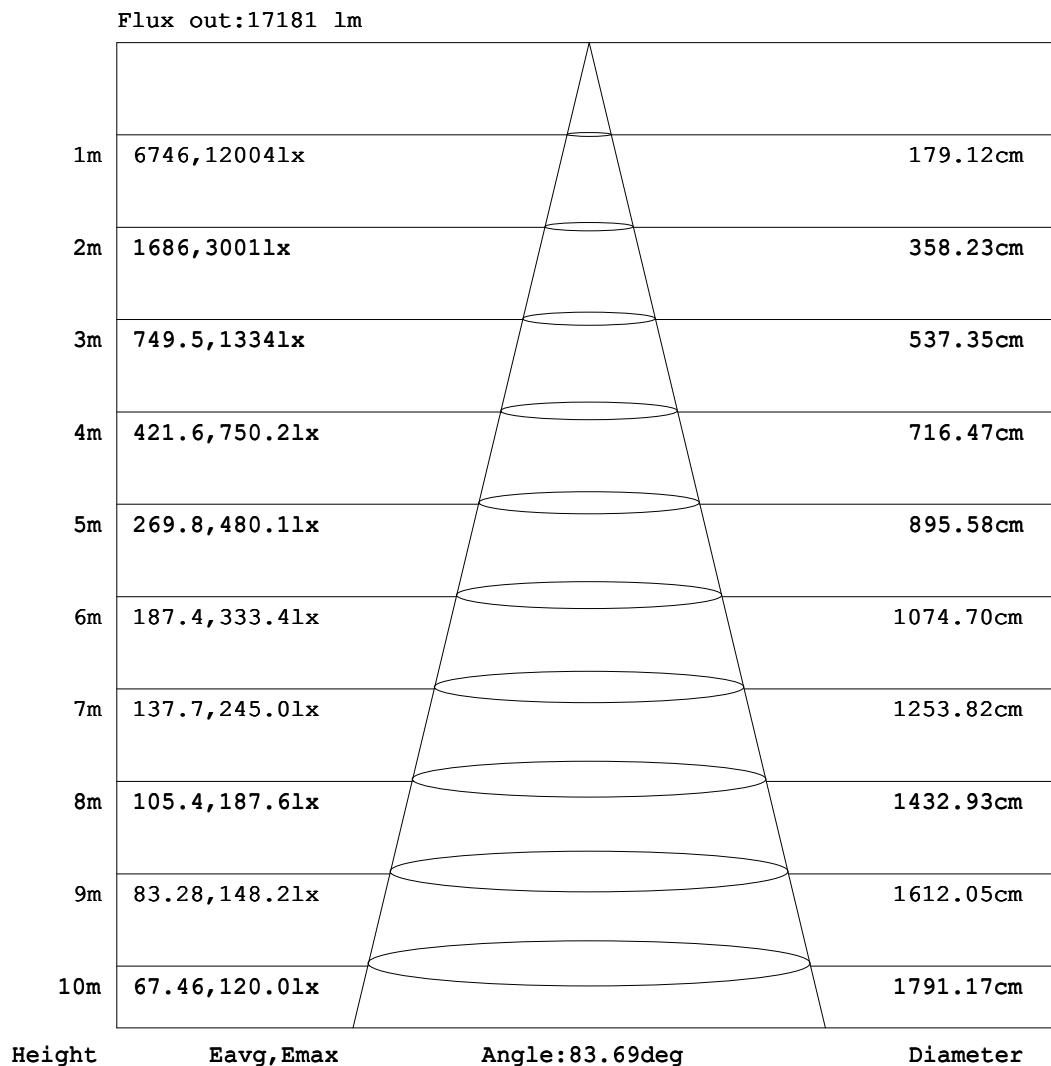 Flux out:17181 lm
1m 6746,12004lx 179.12cm
2m 1686,3001lx 358.23cm
3m 749.5,1334lx 537.35cm
4m 421.6,750.2lx 716.47cm
5m 269.8,480.1lx 895.58cm
6m 187.4,333.4lx 1074.70cm
7m 137.7,245.0lx 1253.82cm
8m 105.4,187.6lx 1432.93cm
9m 83.28,148.2lx 1612.05cm
10m 67.46,120.0lx 1791.17cm
Height Eavg,Emax Angle:83.69deg Diameter